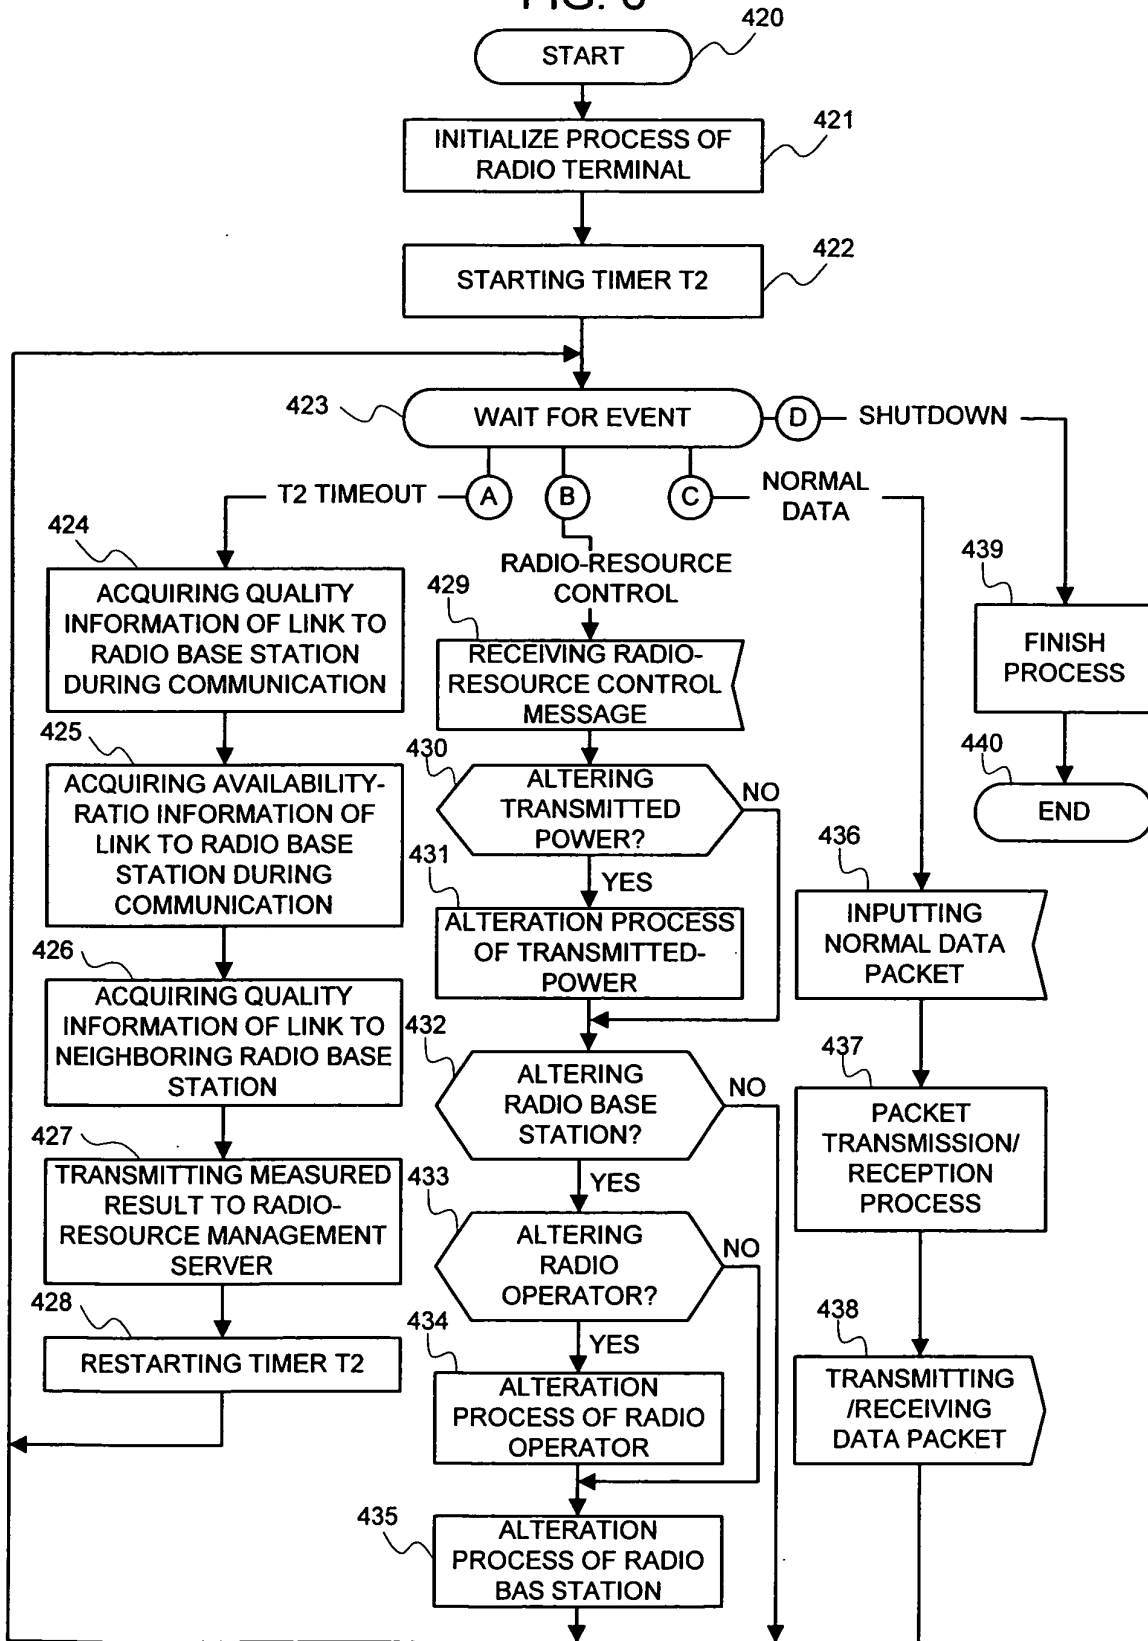 420
START
421
INITIALIZE PROCESS OF
RADIO TERMINAL
422
STARTING TIMER T2
423
WAIT FOR EVENT
D
SHUTDOWN
T2 TIMEOUT
A
B
C
NORMAL
DATA
RADIO-RESOURCE
CONTROL
424
ACQUIRING QUALITY
INFORMATION OF LINK TO
RADIO BASE STATION
DURING COMMUNICATION
425
ACQUIRING AVAILABILITY-
RATIO INFORMATION OF
LINK TO RADIO BASE
STATION DURING
COMMUNICATION
426
ACQUIRING QUALITY
INFORMATION OF LINK TO
NEIGHBORING RADIO BASE
STATION
427
TRANSMITTING MEASURED
RESULT TO RADIO-
RESOURCE MANAGEMENT
SERVER
428
RESTARTING TIMER T2
429
RECEIVING RADIO-
RESOURCE CONTROL
MESSAGE
430
ALTERING
TRANSMITTED
POWER?
NO
YES
431
ALTERATION PROCESS
OF TRANSMITTED-
POWER
432
ALTERING
RADIO BASE
STATION?
NO
YES
433
ALTERING
RADIO
OPERATOR?
NO
YES
434
ALTERATION
PROCESS OF RADIO
OPERATOR
435
ALTERATION
PROCESS OF RADIO
BAS STATION
436
INPUTTING
NORMAL DATA
PACKET
437
PACKET
TRANSMISSION/
RECEPTION
PROCESS
438
TRANSMITTING
/RECEIVING
DATA PACKET
439
FINISH
PROCESS
440
END